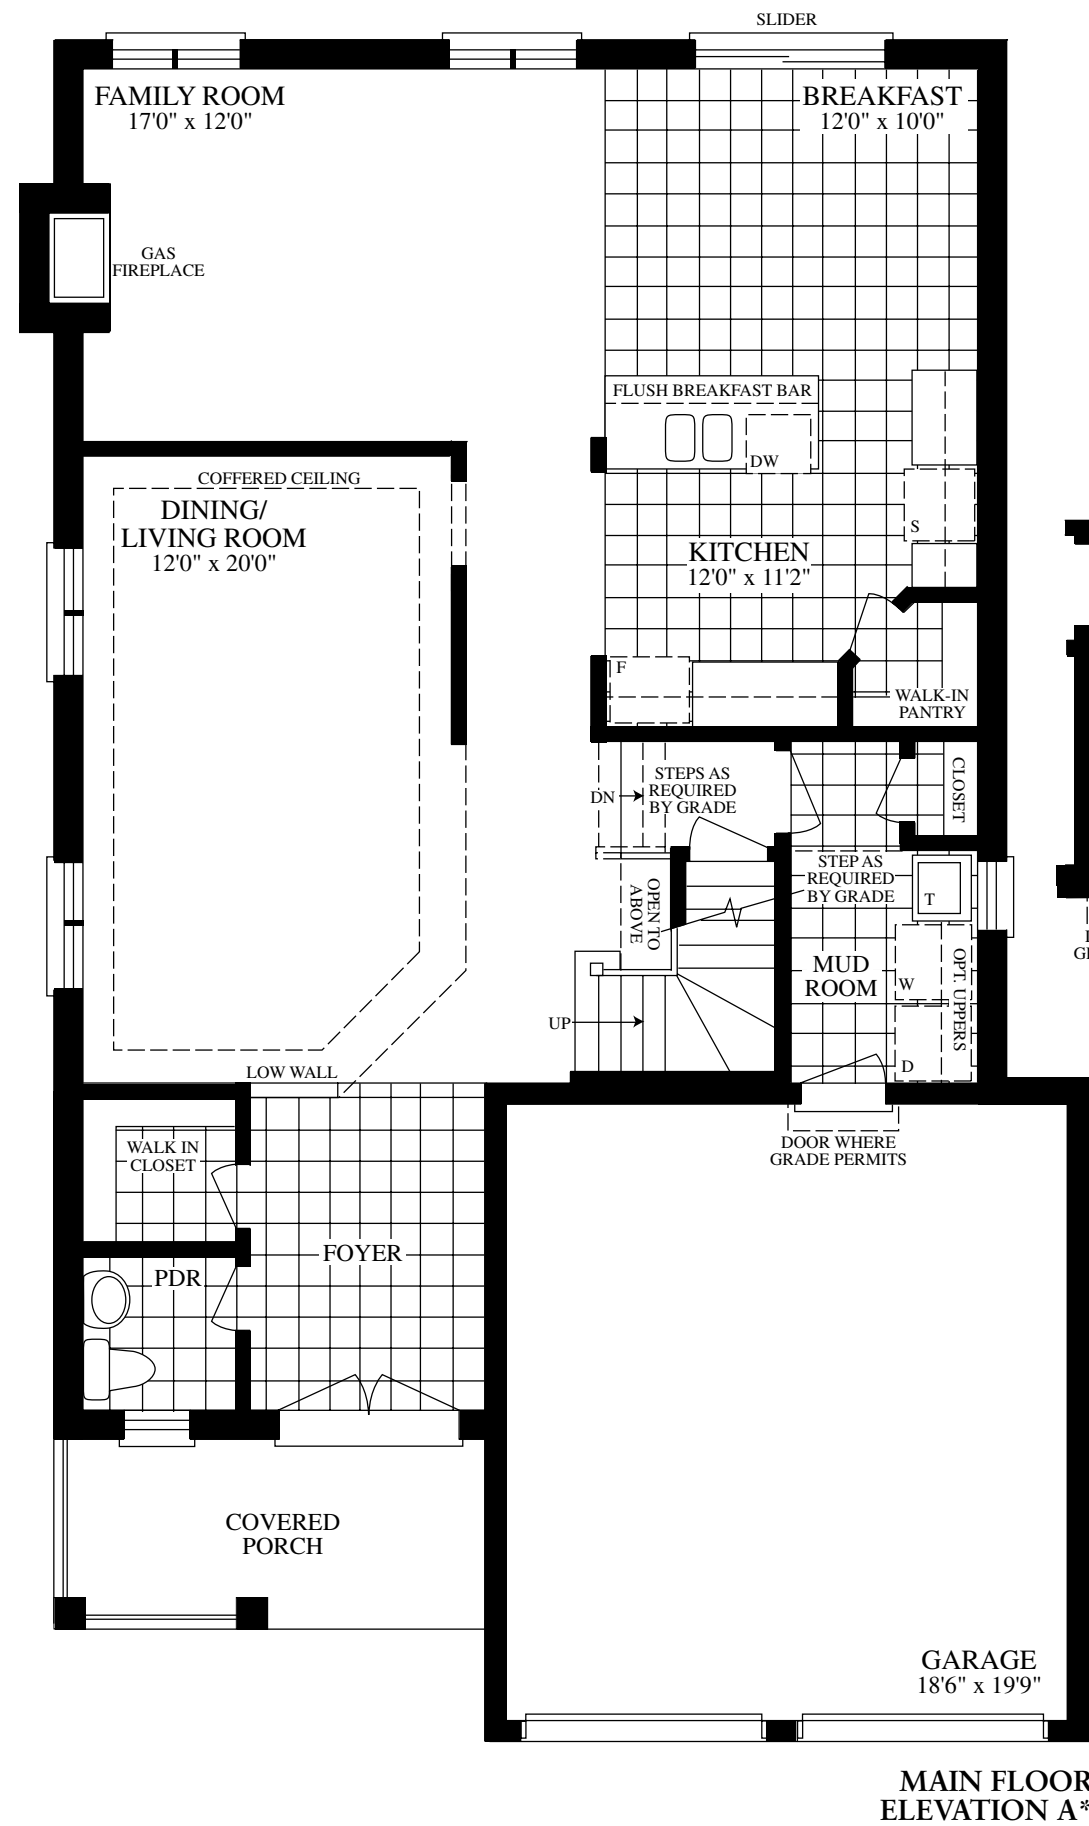 SLIDER
FAMILY ROOM
17'0" x 12'0"
BREAKFAST
12'0" x 10'0"
GAS
FIREPLACE
FLUSH BREAKFAST BAR
DW
COFFERED CEILING
DINING/
LIVING ROOM
12'0" x 20'0"
S
KITCHEN
12'0" x 11'2"
F
WALK-IN
PANTRY
STEPS AS
REQUIRED
BY GRADE
DN
CLOSET
STEP AS
REQUIRED
BY GRADE
T
OPEN TO
ABOVE
MUD
ROOM
W
OPT. UPPERS
UP
D
LOW WALL
DOOR WHERE
GRADE PERMITS
WALK IN
CLOSET
FOYER
PDR
COVERED
PORCH
GARAGE
18'6" x 19'9"
MAIN FLOOR
ELEVATION A*